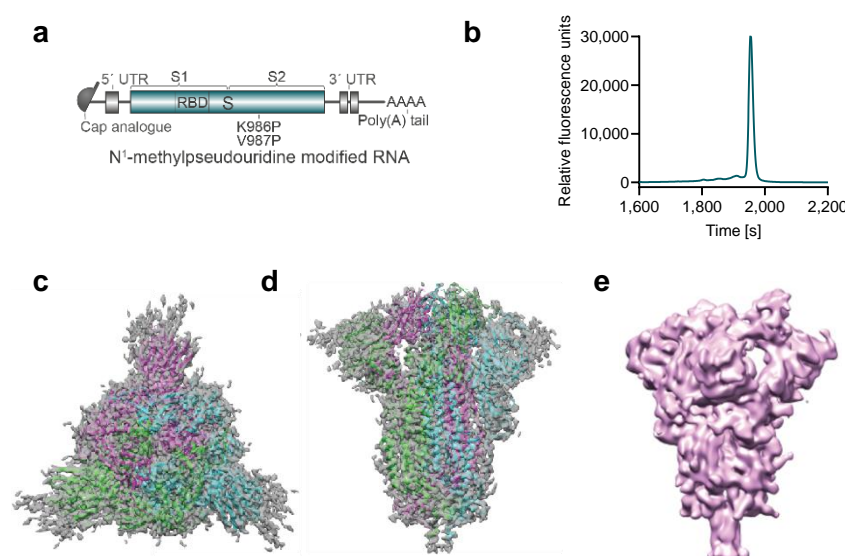 a
5´ UTR
S1
S2
3´ UTR
RBD
S
AAAA
Cap analogue
K986P
V987P
Poly(A) tail
N¹-methylpseudouridine modified RNA
b
Relative fluorescence units
30,000
20,000
10,000
0
1,600
1,800
2,000
2,200
Time [s]
c
d
e